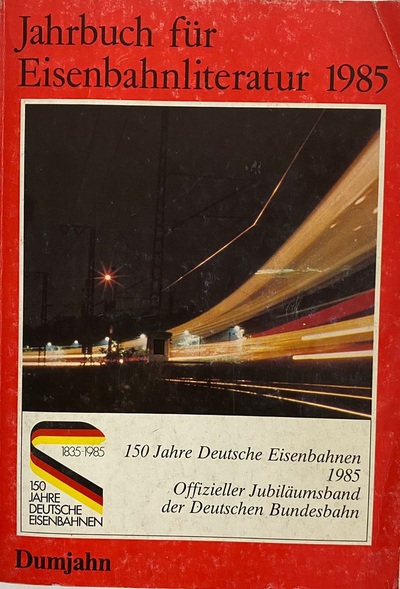 Jahrbuch für
Eisenbahnliteratur 1985
1835-1985
150
JAHRE
DEUTSCHE
EISENBAHNEN
150 Jahre Deutsche Eisenbahnen
1985
Offizieller Jubiläumsband
der Deutschen Bundesbahn
Dumjahn